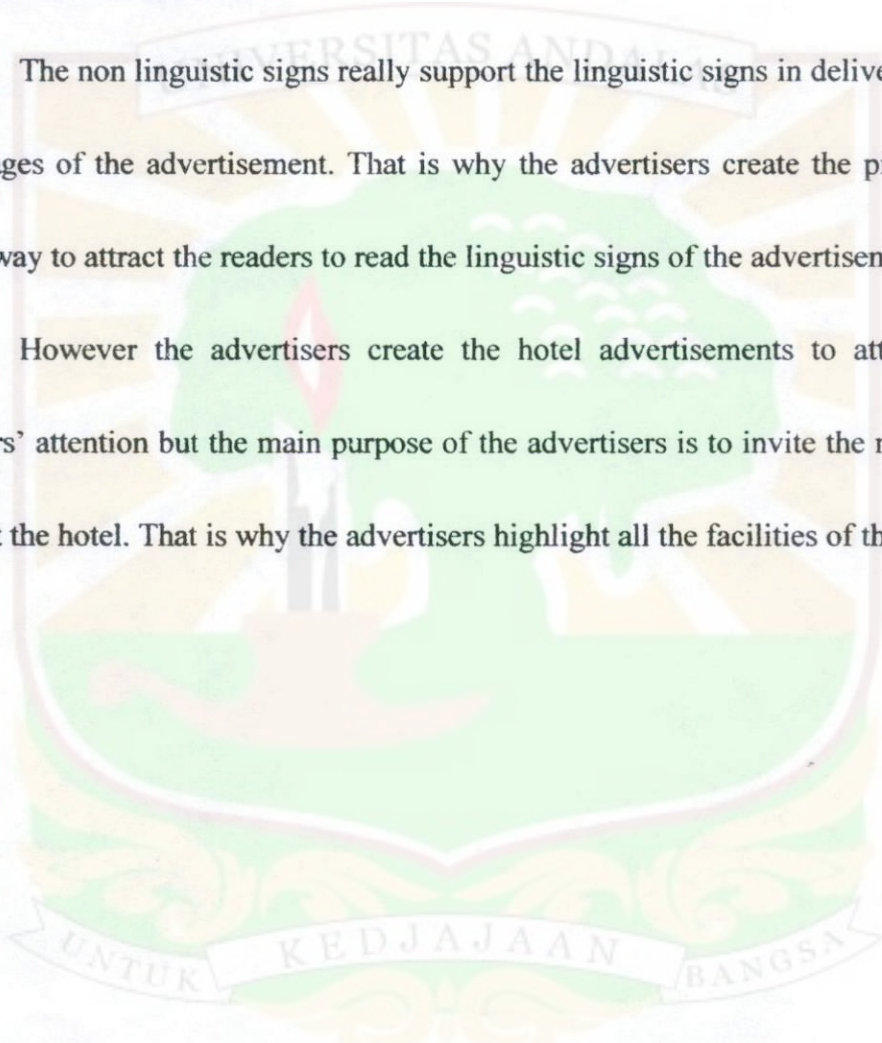 UNIVERSITAS ANDALAS
The non linguistic signs really support the linguistic signs in delive
ges of the advertisement. That is why the advertisers create the p
way to attract the readers to read the linguistic signs of the advertisem
However the advertisers create the hotel advertisements to att
rs' attention but the main purpose of the advertisers is to invite the r
the hotel. That is why the advertisers highlight all the facilities of th
UNTUK KEDJAJAAN BANGSA